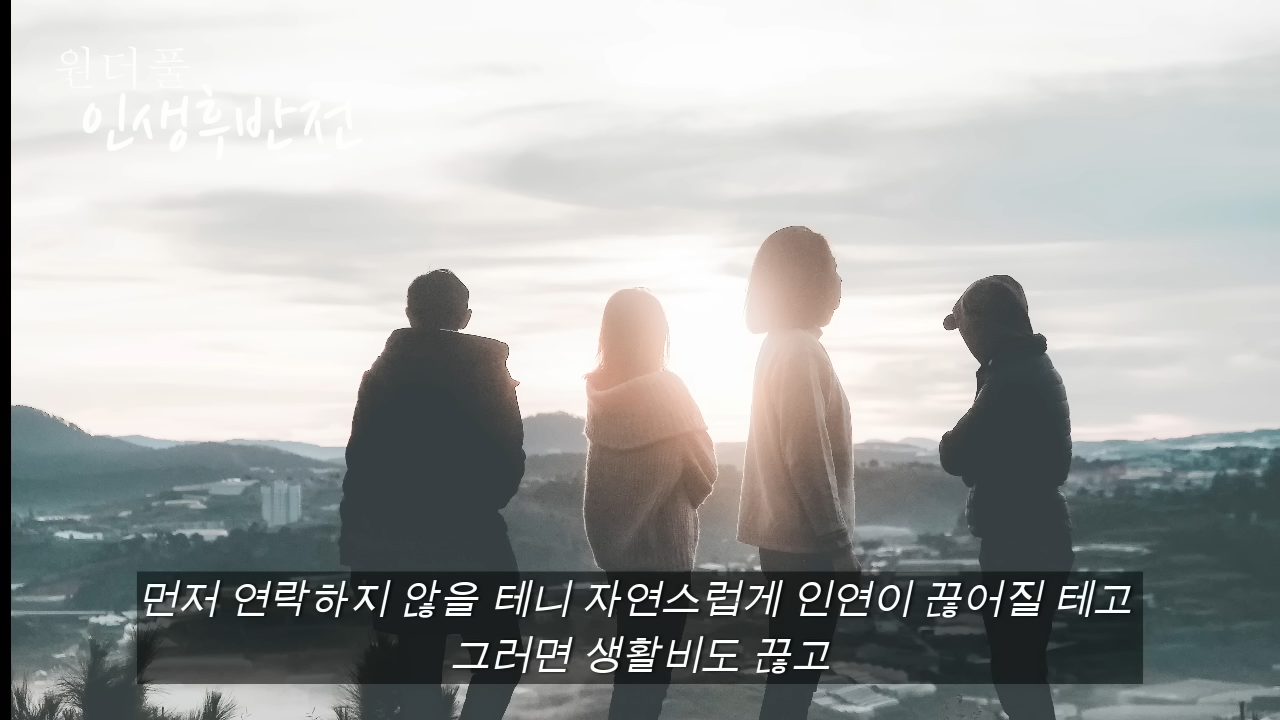 원더풀
인생후반전
먼저 연락하지 않을 테니 자연스럽게 인연이 끊어질 테고
그러면 생활비도 끊고